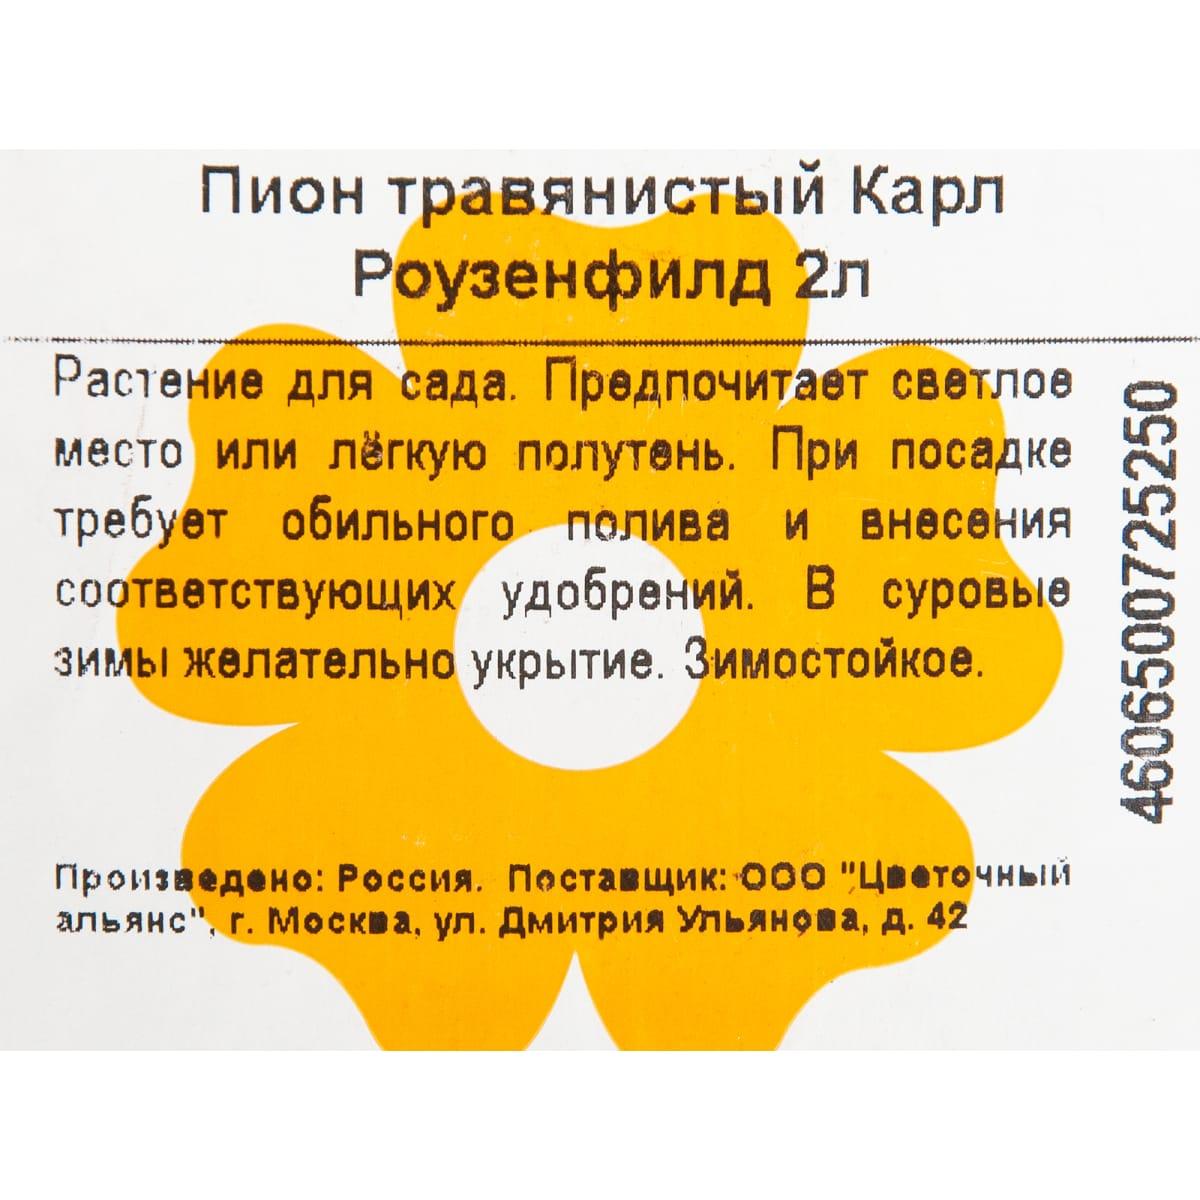 Пион травянистый Карл
Роузенфилд 2л
Растение для сада. Предпочитает светлое
место или лёгкую полутень. При посадке
требует обильного полива и внесения
соответствующих удобрений. В суровые
зимы желательно укрытие. Зимостойкое.
Произведено: Россия. Поставщик: ООО "Цветочный
альянс", г. Москва, ул. Дмитрия Ульянова, д. 42
4606500725250